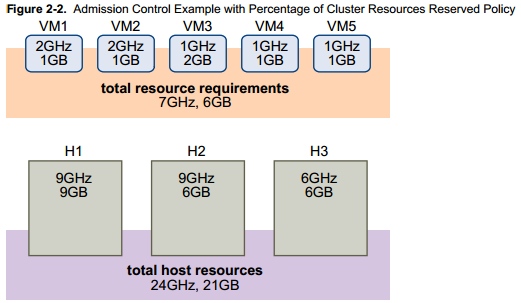 Figure 2-2. Admission Control Example with Percentage of Cluster Resources Reserved Policy
VM1 VM2 VM3 VM4 VM5
2GHz 2GHz 1GHz 1GHz 1GHz
1GB 1GB 2GB 1GB 1GB
total resource requirements
7GHz, 6GB
H1 H2 H3
9GHz 9GHz 6GHz
9GB 6GB 6GB
total host resources
24GHz, 21GB